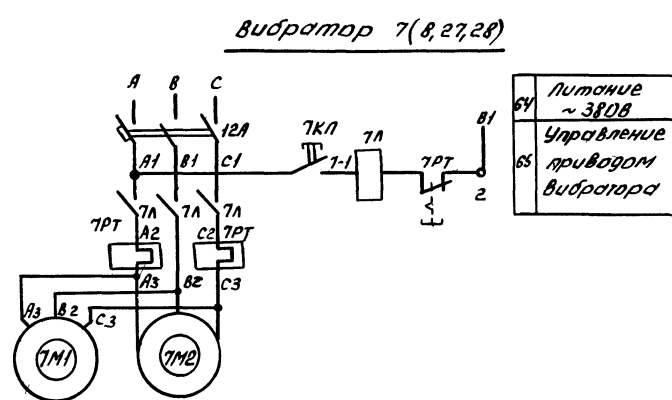 Вибратор 7(8,27,28)
А В С
12А
А1 В1 С1
7КП
7-1
7Л
7РТ
В1
2
64 Питание ~380В
65 Управление приводом вибратора
7Л 7Л 7Л
7РТ А2 С2 7РТ
А3 В2 С3
А3 В2 С3
7М1 7М2